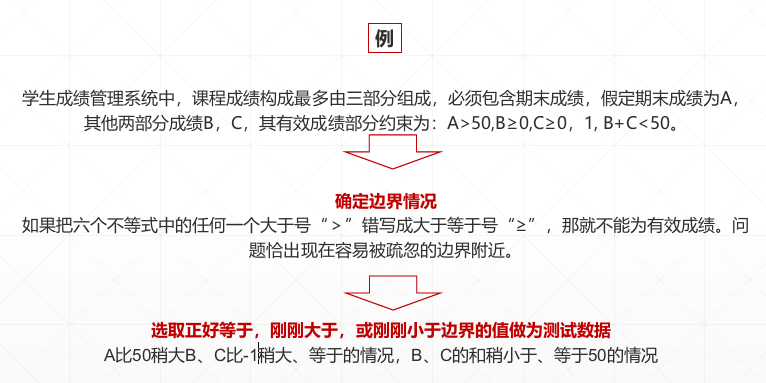 例
学生成绩管理系统中，课程成绩构成最多由三部分组成，必须包含期末成绩，假定期末成绩为A，
其他两部分成绩B，C，其有效成绩部分约束为：A>50,B≥0,C≥0，1, B+C<50。
确定边界情况
如果把六个不等式中的任何一个大于号“>”错写成大于等于号“≥”，那就不能为有效成绩。问
题恰出现在容易被疏忽的边界附近。
选取正好等于，刚刚大于，或刚刚小于边界的值做为测试数据
A比50稍大B、C比-1稍大、等于的情况，B、C的和稍小于、等于50的情况